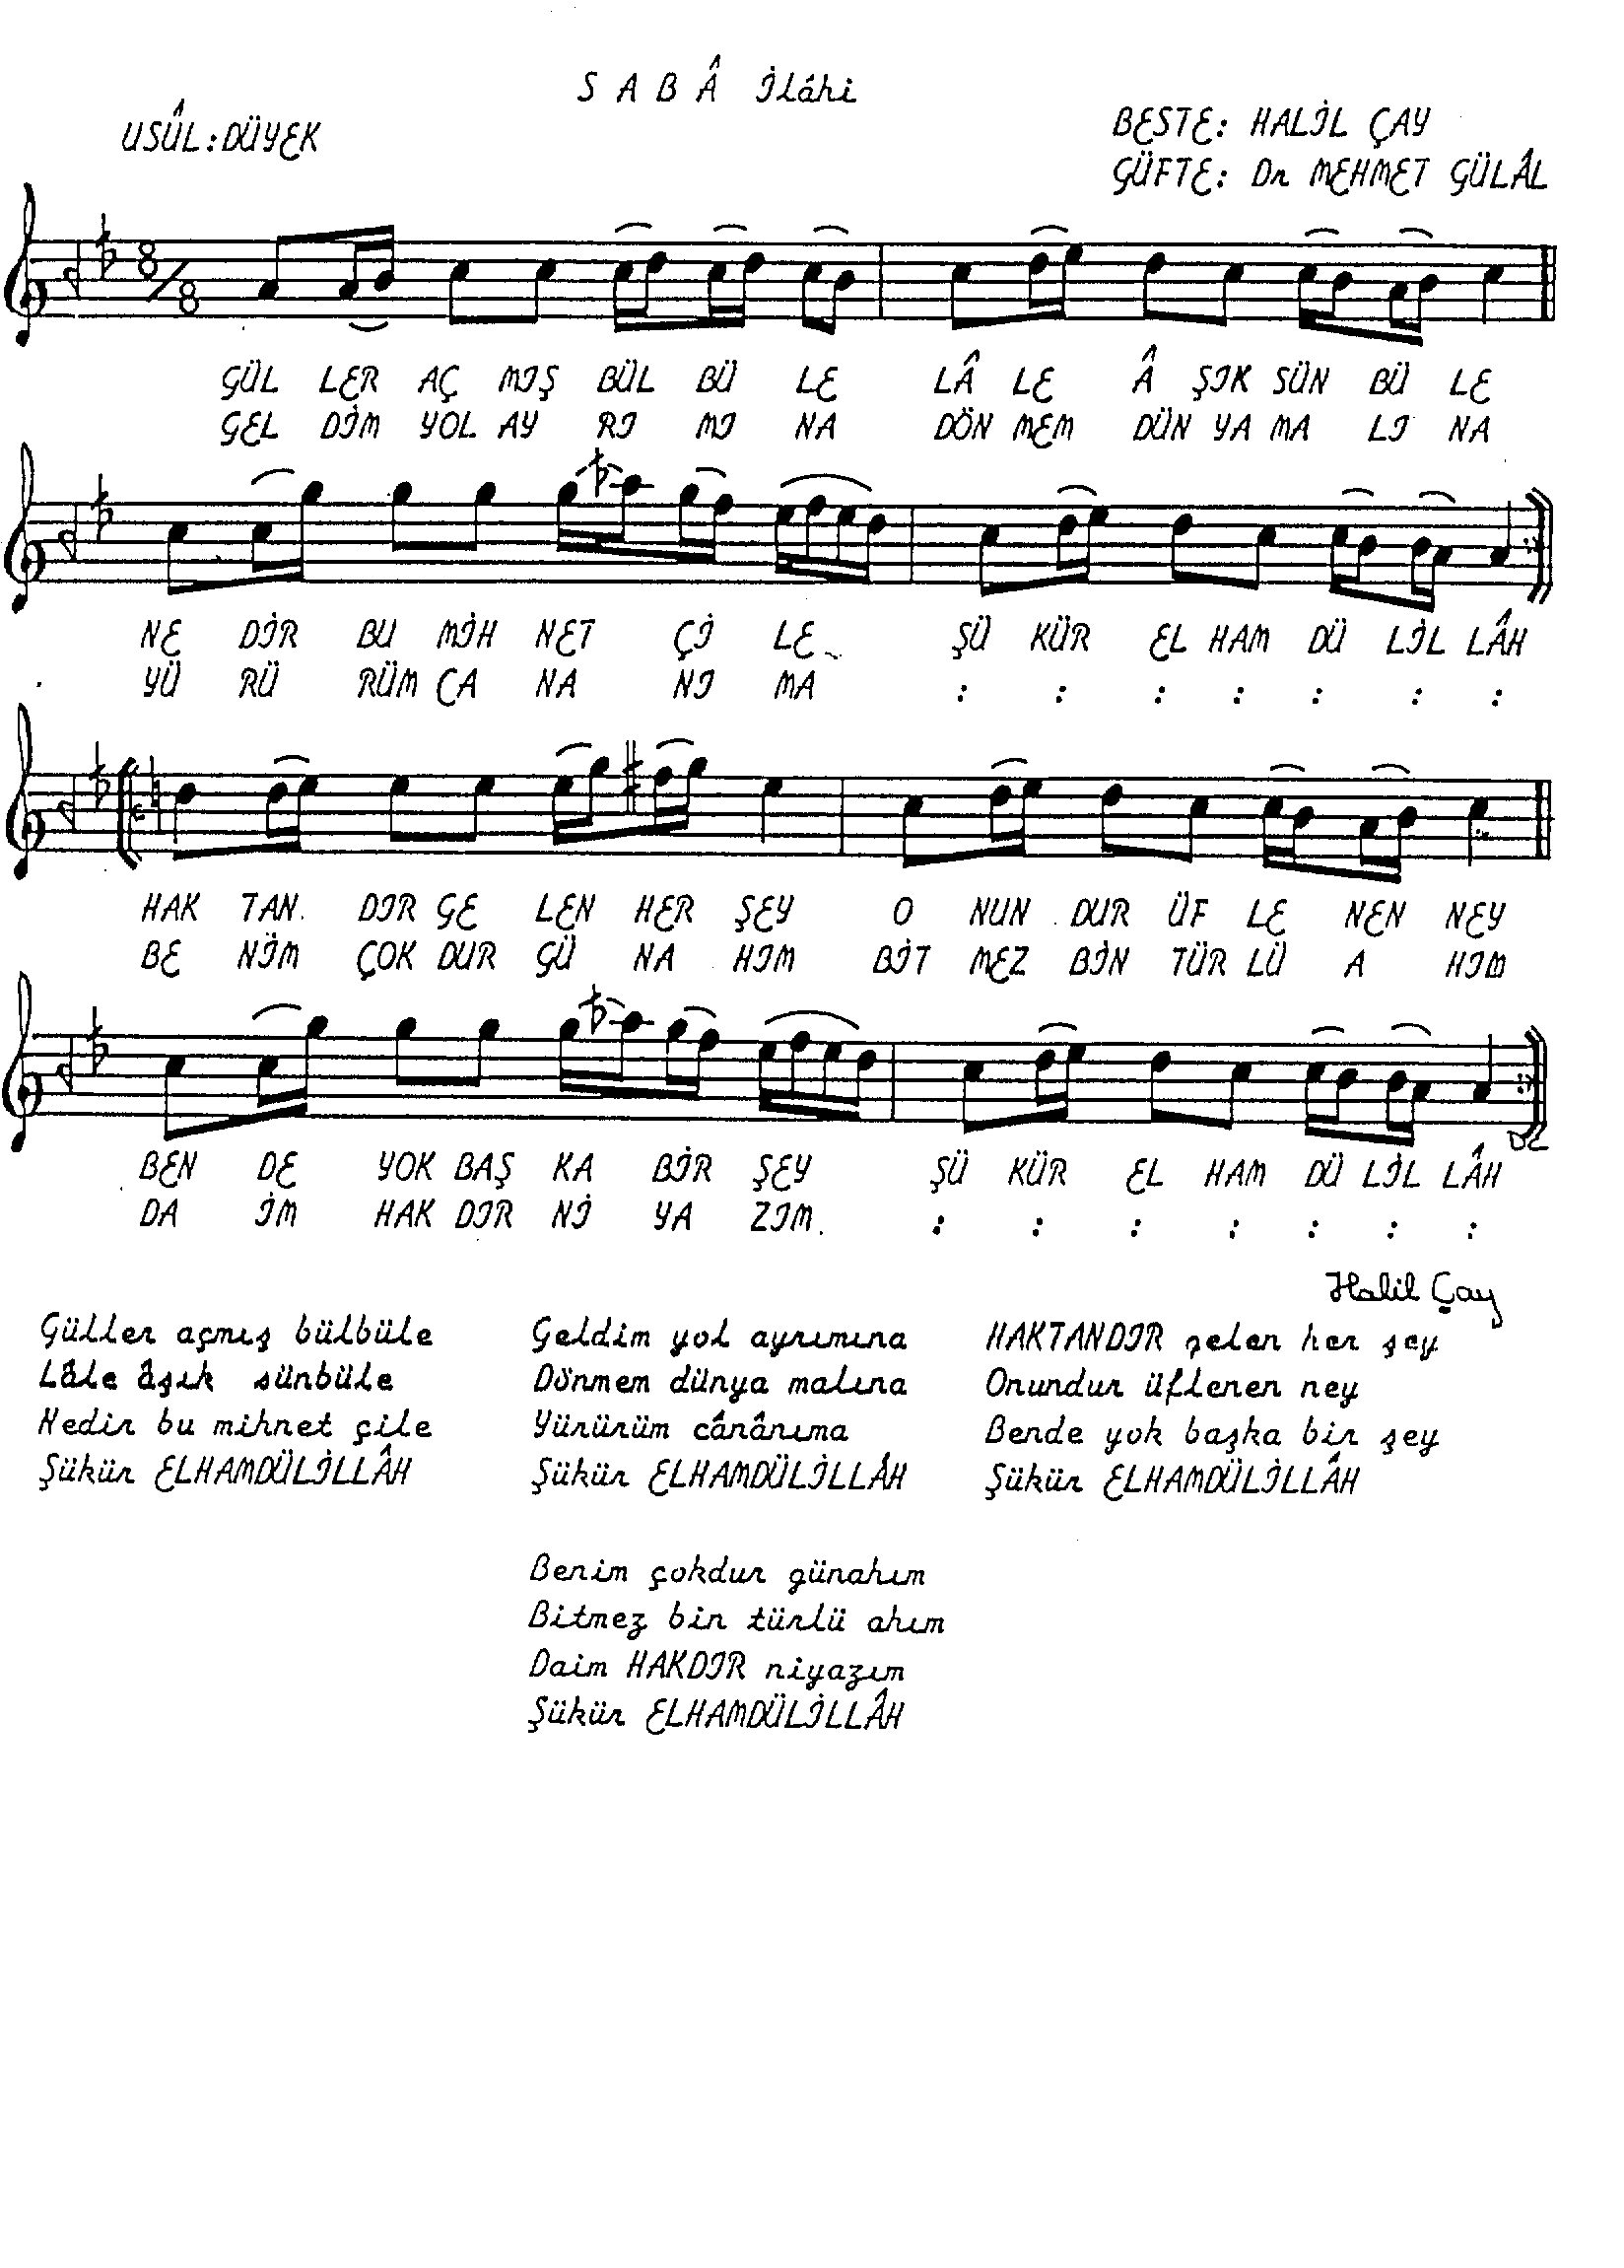 SABÂ İlâhi
USÛL: DÜYEK
BESTE: HALİL ÇAY
GÜFTE: Dr MEHMET GÜLÂL
8/8
GÜL LER AÇ MIŞ BÜL BÜ LE LÂ LE Â ŞIK SÜN BÜ LE
GEL DİM YOL AY RI MI NA DÖN MEM DÜN YA MA LI NA
NE DİR BU MİH NET Çİ LE ŞÜ KÜR EL HAM DÜ LİL LÂH
YÜ RÜ RÜM CA NA NI MA : : : : : : :
HAK TAN DIR GE LEN HER ŞEY O NUN DUR ÜF LE NEN NEY
BE NİM ÇOK DUR GÜ NA HIM BİT MEZ BİN TÜR LÜ A HIM
BEN DE YOK BAŞ KA BİR ŞEY ŞÜ KÜR EL HAM DÜ LİL LÂH
DA İM HAK DIR Nİ YA ZIM . : : : : : : :
Halil Çay
Güller açmış bülbüle
Lâle âşık sünbüle
Nedir bu mihnet çile
Şükür ELHAMDÜLİLLÂH
Geldim yol ayrımına
Dönmem dünya malına
Yürürüm cânânıma
Şükür ELHAMDÜLİLLÂH
HAKTANDIR gelen her şey
Onundur üflenen ney
Bende yok başka bir şey
Şükür ELHAMDÜLİLLÂH
Benim çokdur günahım
Bitmez bin türlü ahım
Daim HAKDIR niyazım
Şükür ELHAMDÜLİLLÂH